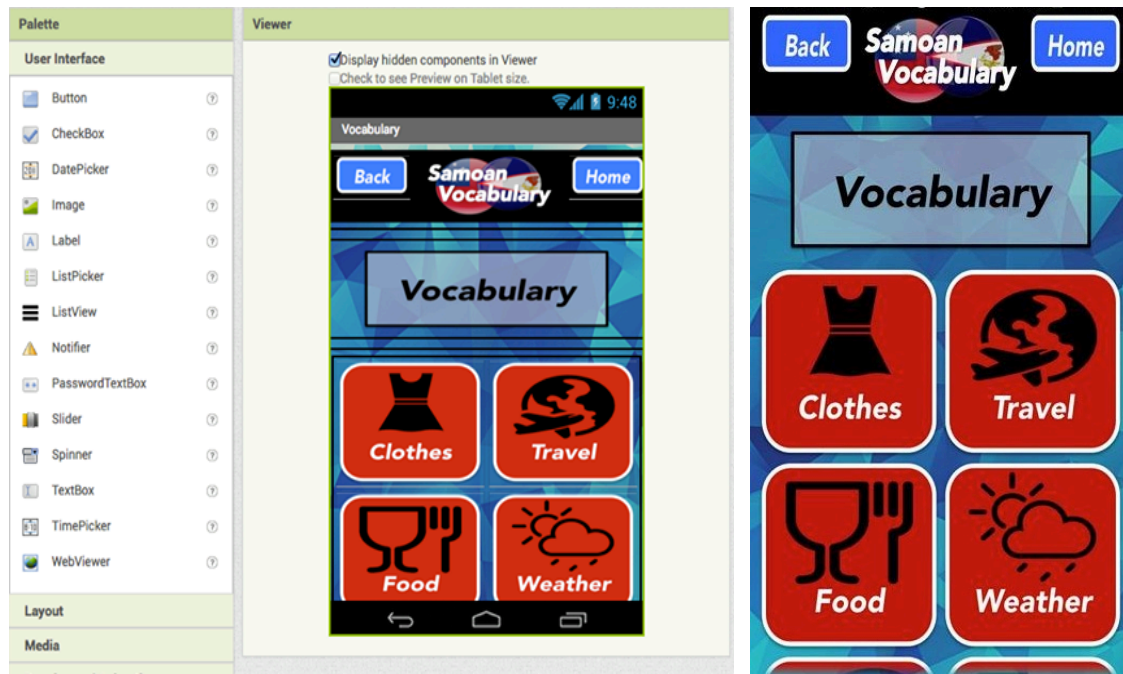 Palette
User Interface
Button
CheckBox
DatePicker
Image
Label
ListPicker
ListView
Notifier
PasswordTextBox
Slider
Spinner
TextBox
TimePicker
WebViewer
Layout
Media
Viewer
Display hidden components in Viewer
Check to see Preview on Tablet size.
9:48
Vocabulary
Back
Samoan
Vocabulary
Home
Vocabulary
Clothes
Travel
Food
Weather
Back
Samoan
Vocabulary
Home
Vocabulary
Clothes
Travel
Food
Weather